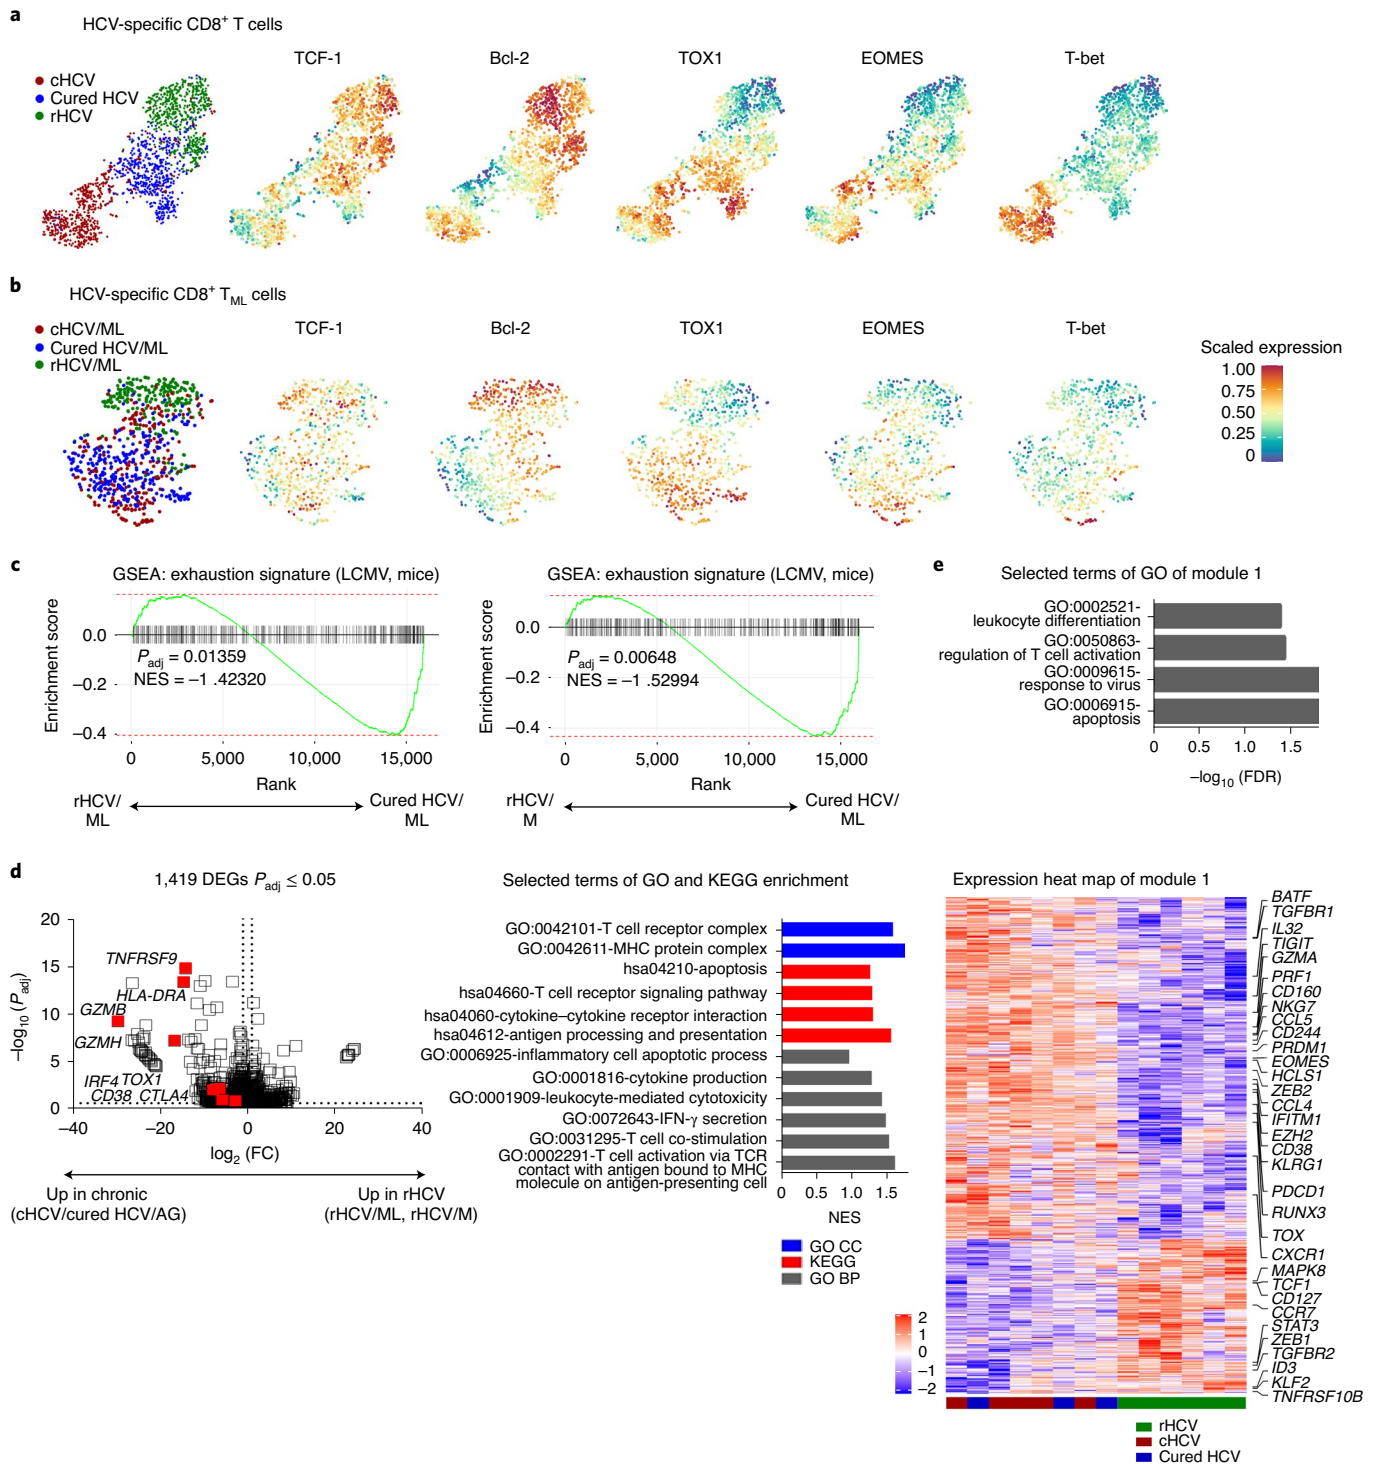 a
HCV-specific CD8+ T cells
cHCV
Cured HCV
rHCV
TCF-1
Bcl-2
TOX1
EOMES
T-bet
b
HCV-specific CD8+ TML cells
cHCV/ML
Cured HCV/ML
rHCV/ML
TCF-1
Bcl-2
TOX1
EOMES
T-bet
Scaled expression
1.00
0.75
0.50
0.25
0
c
GSEA: exhaustion signature (LCMV, mice)
Enrichment score
0.0
–0.2
–0.4
Padj = 0.01359
NES = –1 .42320
0
5,000
10,000
15,000
Rank
rHCV/
ML
Cured HCV/
ML
GSEA: exhaustion signature (LCMV, mice)
Enrichment score
0.0
–0.2
–0.4
Padj = 0.00648
NES = –1 .52994
0
5,000
10,000
15,000
Rank
rHCV/
M
Cured HCV/
ML
e
Selected terms of GO of module 1
GO:0002521-
leukocyte differentiation
GO:0050863-
regulation of T cell activation
GO:0009615-
response to virus
GO:0006915-
apoptosis
0
0.5
1.0
1.5
–log10 (FDR)
d
1,419 DEGs Padj ≤ 0.05
–log10 (Padj)
20
15
10
5
0
TNFRSF9
HLA-DRA
GZMB
GZMH
IRF4 TOX1
CD38 CTLA4
–40
–20
0
20
40
log2 (FC)
Up in chronic
(cHCV/cured HCV/AG)
Up in rHCV
(rHCV/ML, rHCV/M)
Selected terms of GO and KEGG enrichment
GO:0042101-T cell receptor complex
GO:0042611-MHC protein complex
hsa04210-apoptosis
hsa04660-T cell receptor signaling pathway
hsa04060-cytokine–cytokine receptor interaction
hsa04612-antigen processing and presentation
GO:0006925-inflammatory cell apoptotic process
GO:0001816-cytokine production
GO:0001909-leukocyte-mediated cytotoxicity
GO:0072643-IFN-γ secretion
GO:0031295-T cell co-stimulation
GO:0002291-T cell activation via TCR
contact with antigen bound to MHC
molecule on antigen-presenting cell
0
0.5
1.0
1.5
NES
GO CC
KEGG
GO BP
Expression heat map of module 1
BATF
TGFBR1
IL32
TIGIT
GZMA
PRF1
CD160
NKG7
CCL5
CD244
PRDM1
EOMES
HCLS1
ZEB2
CCL4
IFITM1
EZH2
CD38
KLRG1
PDCD1
RUNX3
TOX
CXCR1
MAPK8
TCF1
CD127
CCR7
STAT3
ZEB1
TGFBR2
ID3
KLF2
TNFRSF10B
2
1
0
–1
–2
rHCV
cHCV
Cured HCV